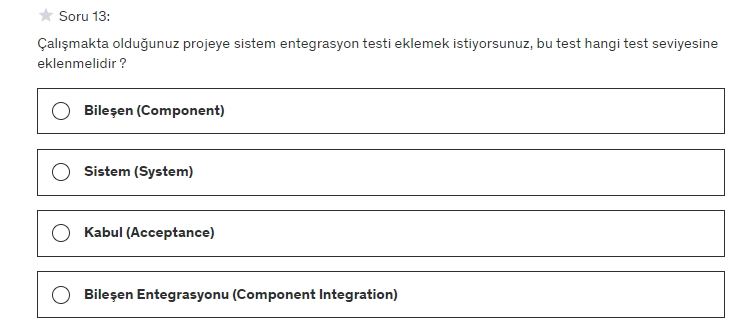 Soru 13:
Çalışmakta olduğunuz projeye sistem entegrasyon testi eklemek istiyorsunuz, bu test hangi test seviyesine
eklenmelidir ?
Bileşen (Component)
Sistem (System)
Kabul (Acceptance)
Bileşen Entegrasyonu (Component Integration)